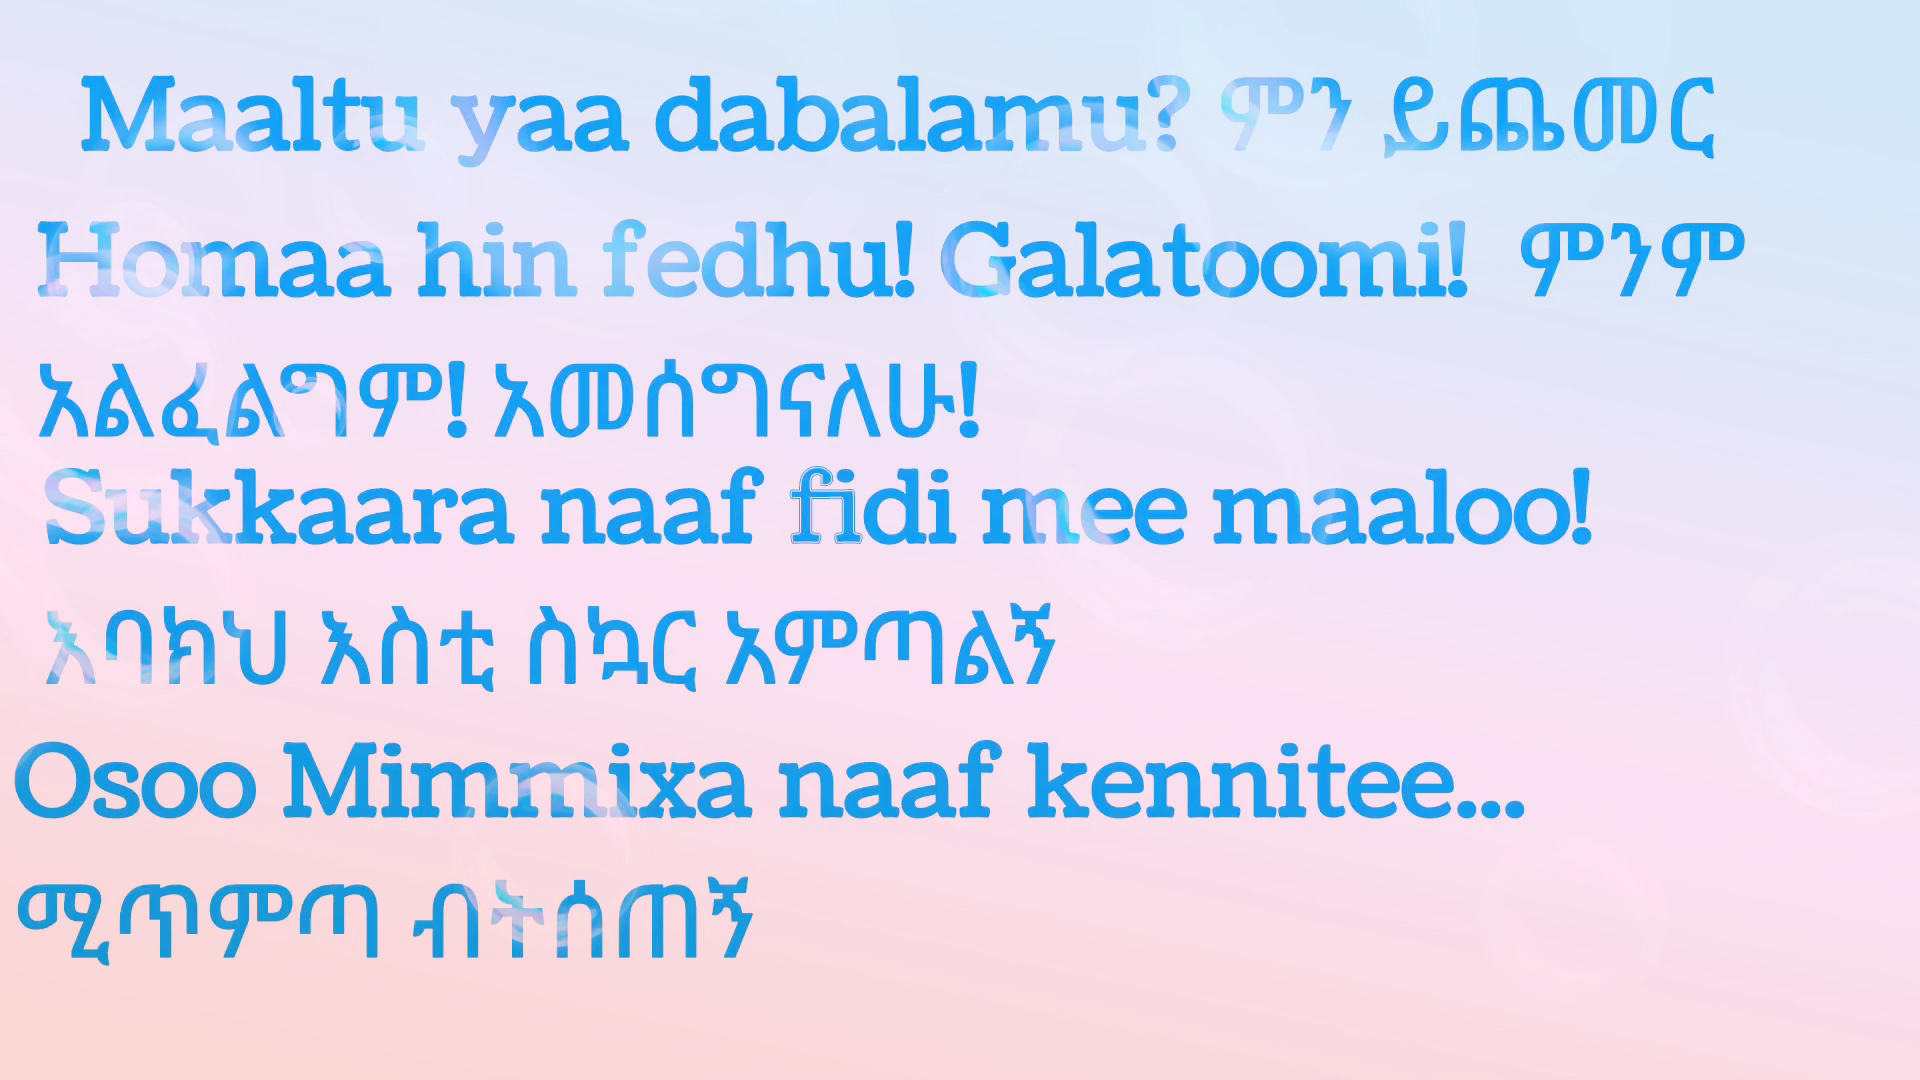 Maaltu yaa dabalamu? ምን ይጨመር
Homaa hin fedhu! Galatoomi! ምንም
አልፈልግም! አመሰግናለሁ!
Sukkaara naaf fidi mee maaloo!
እባክህ እስቲ ስኳር አምጣልኝ
Osoo Mimmixa naaf kennitee...
ሚጥምጣ ብትሰጠኝ